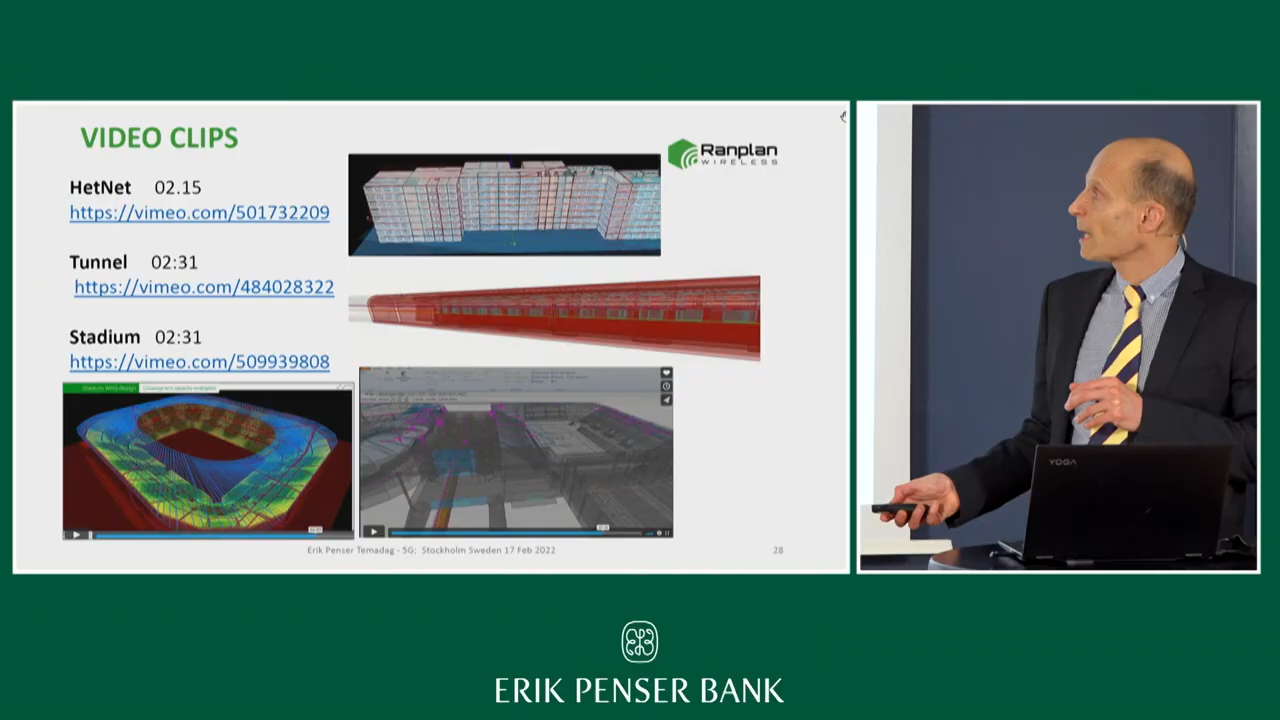 VIDEO CLIPS
Ranplan
WIRELESS
HetNet 02.15
https://vimeo.com/501732209
Tunnel 02:31
https://vimeo.com/484028322
Stadium 02:31
https://vimeo.com/509939808
Erik Penser Temadag - 5G; Stockholm Sweden 17 Feb 2022
28
YOGA
ERIK PENSER BANK